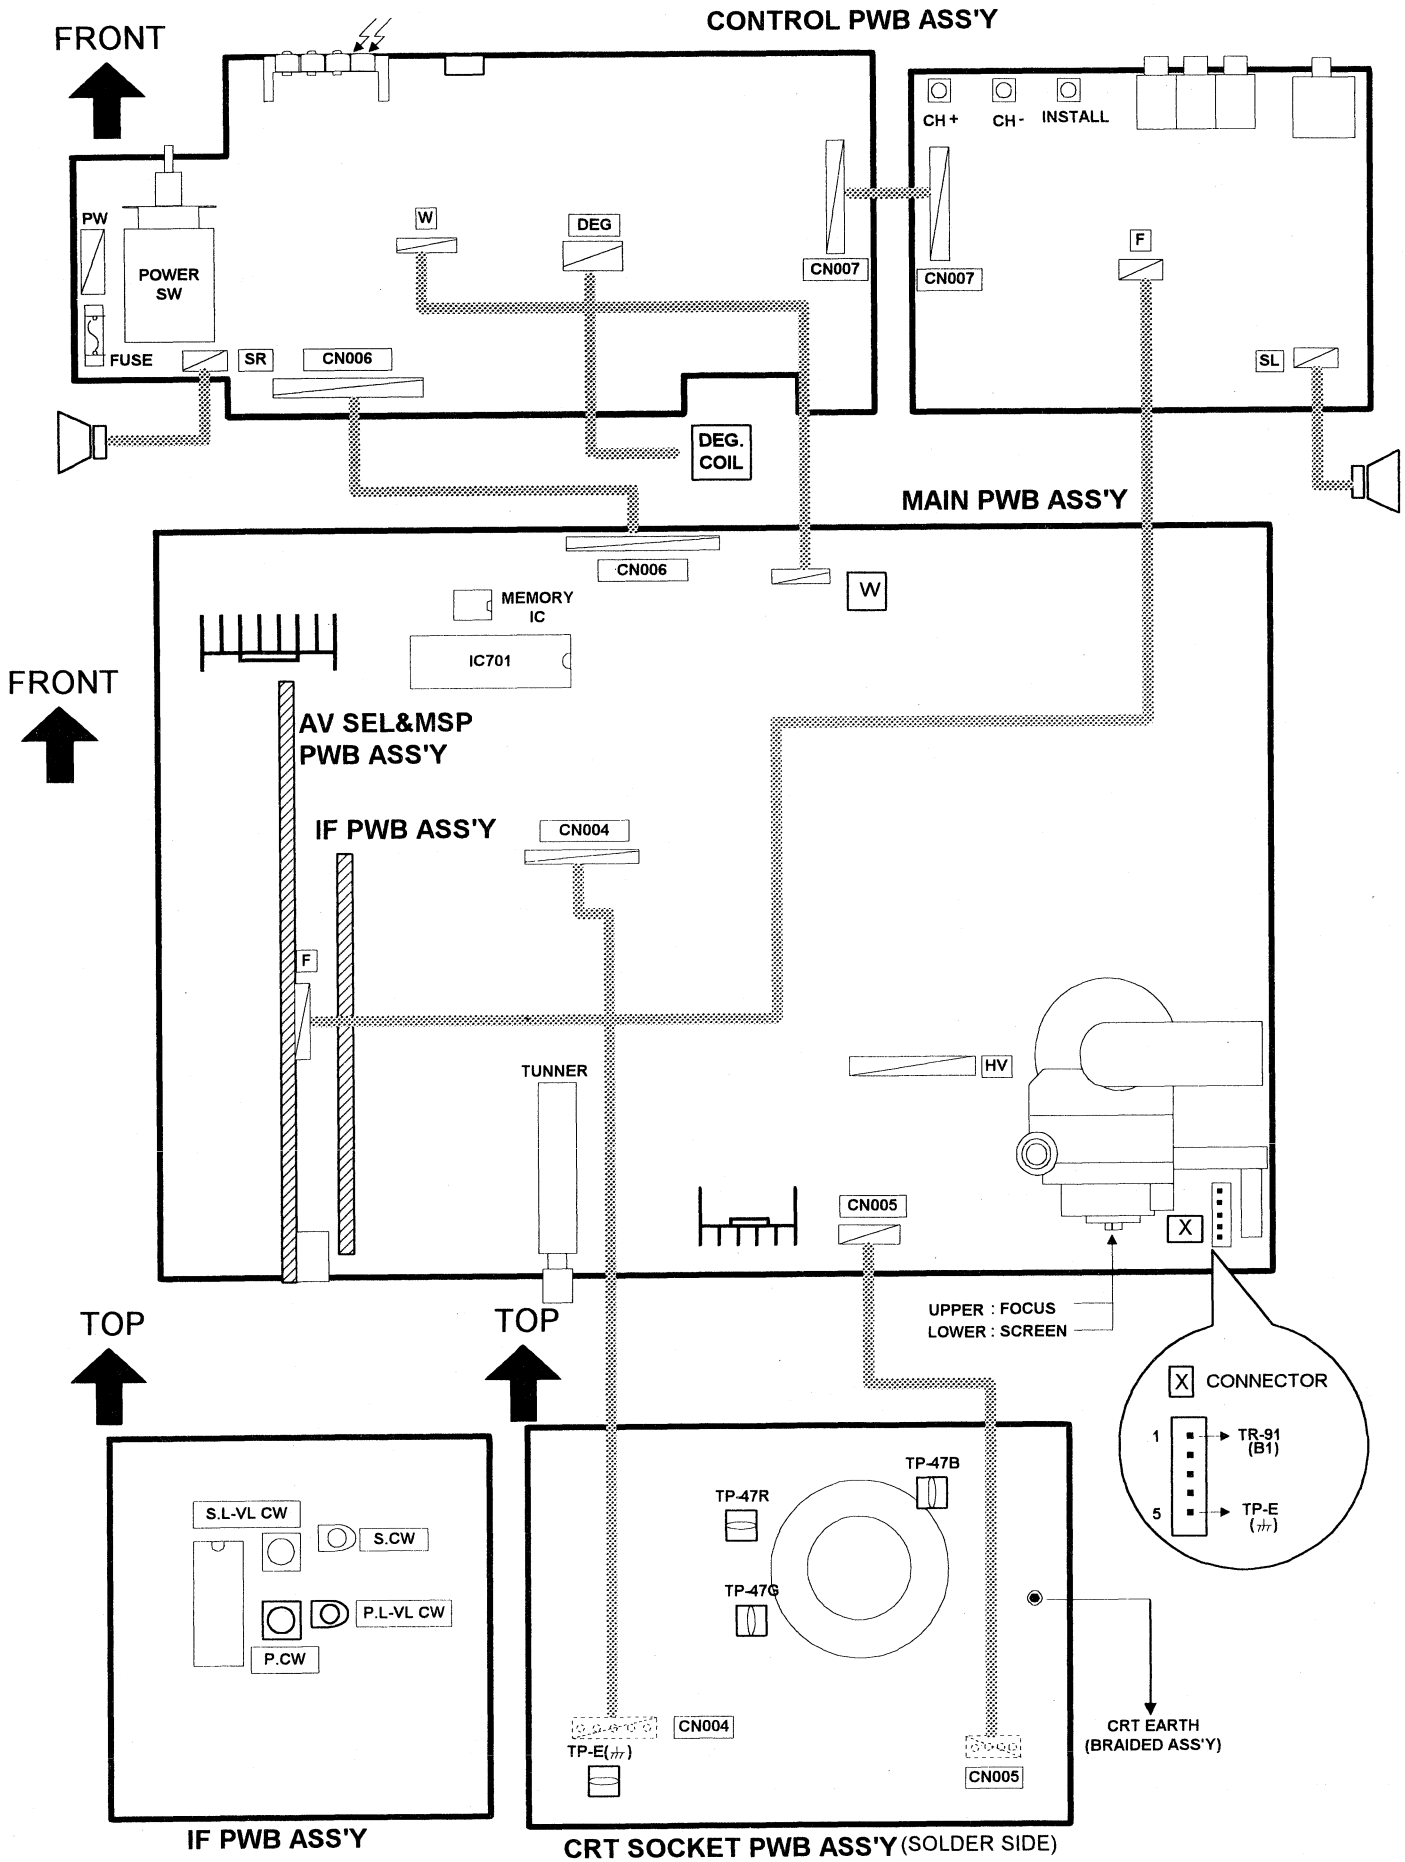 CONTROL PWB ASS'Y
FRONT
CH +
CH -
INSTALL
PW
POWER
SW
FUSE
SR
CN006
W
DEG
CN007
CN007
F
SL
DEG.
COIL
MAIN PWB ASS'Y
CN006
W
MEMORY
IC
IC701
FRONT
AV SEL&MSP
PWB ASS'Y
IF PWB ASS'Y
CN004
F
TUNNER
HV
CN005
X
UPPER : FOCUS
LOWER : SCREEN
X CONNECTOR
1
TR-91
(B1)
5
TP-E
TOP
TOP
S.L-VL CW
S.CW
P.L-VL CW
P.CW
IF PWB ASS'Y
TP-47R
TP-47B
TP-47G
CN004
TP-E( )
CN005
CRT EARTH
(BRAIDED ASS'Y)
CRT SOCKET PWB ASS'Y (SOLDER SIDE)